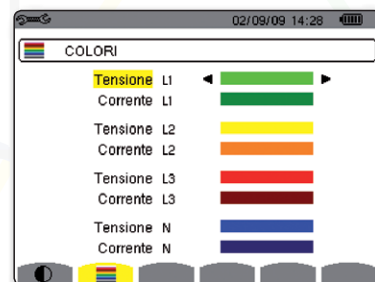 02/09/09 14:28
COLORI
Tensione L1
Corrente L1
Tensione L2
Corrente L2
Tensione L3
Corrente L3
Tensione N
Corrente N